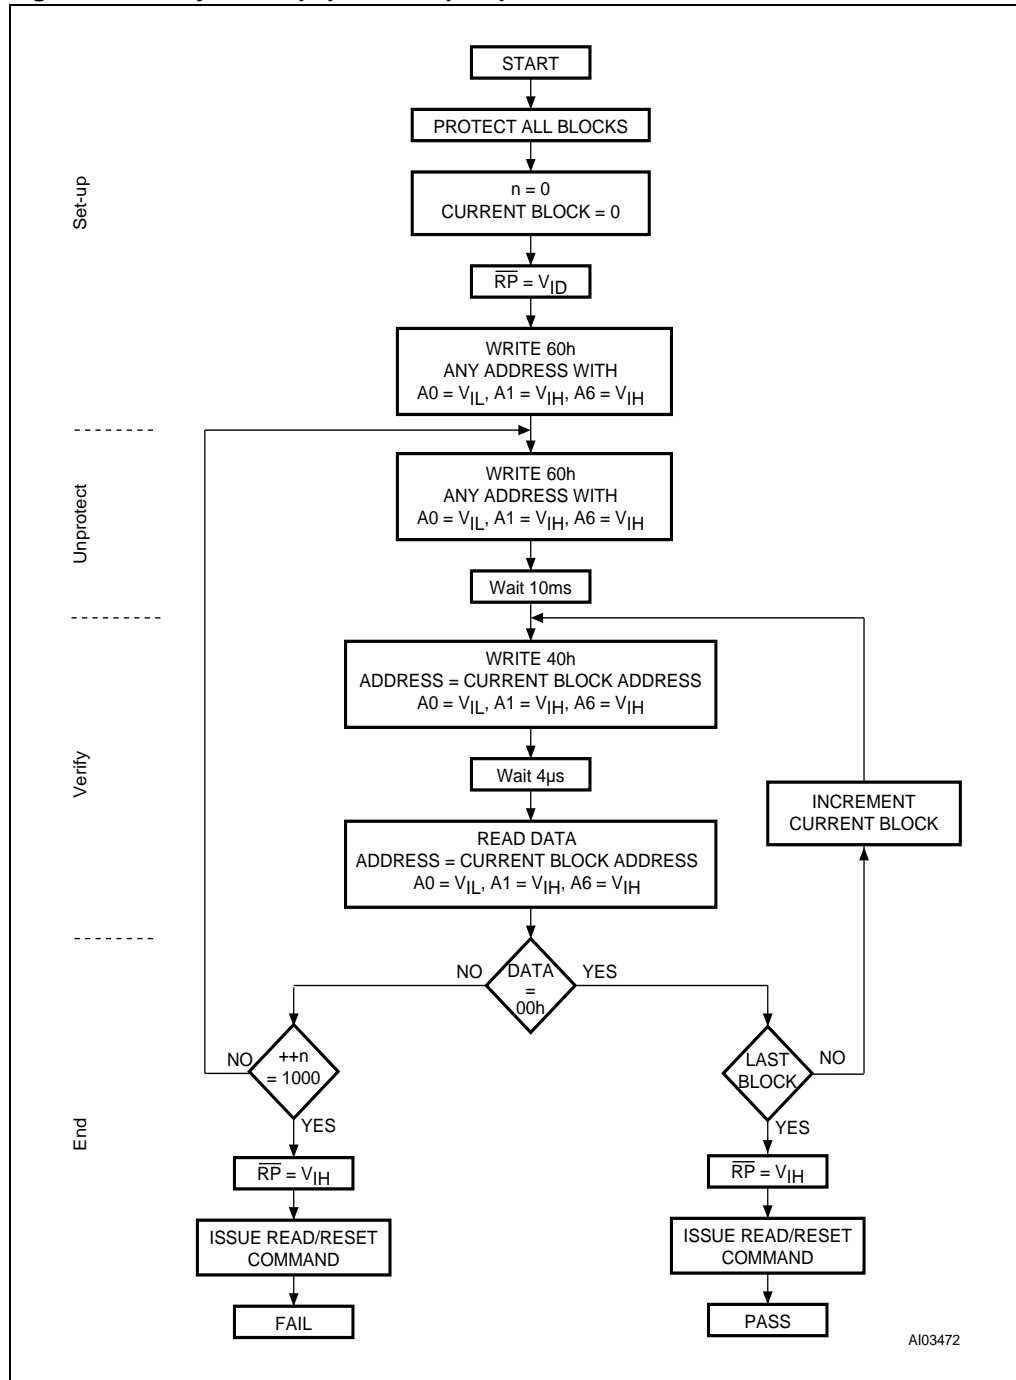 START
PROTECT ALL BLOCKS
n = 0
CURRENT BLOCK = 0
Set-up
R̅P̅ = VID
WRITE 60h
ANY ADDRESS WITH
A0 = VIL, A1 = VIH, A6 = VIH
WRITE 60h
ANY ADDRESS WITH
A0 = VIL, A1 = VIH, A6 = VIH
Unprotect
Wait 10ms
WRITE 40h
ADDRESS = CURRENT BLOCK ADDRESS
A0 = VIL, A1 = VIH, A6 = VIH
Verify
Wait 4µs
INCREMENT
CURRENT BLOCK
READ DATA
ADDRESS = CURRENT BLOCK ADDRESS
A0 = VIL, A1 = VIH, A6 = VIH
NO
DATA
=
00h
YES
NO
++n
= 1000
YES
LAST
BLOCK
NO
YES
End
R̅P̅ = VIH
R̅P̅ = VIH
ISSUE READ/RESET
COMMAND
ISSUE READ/RESET
COMMAND
FAIL
PASS
AI03472